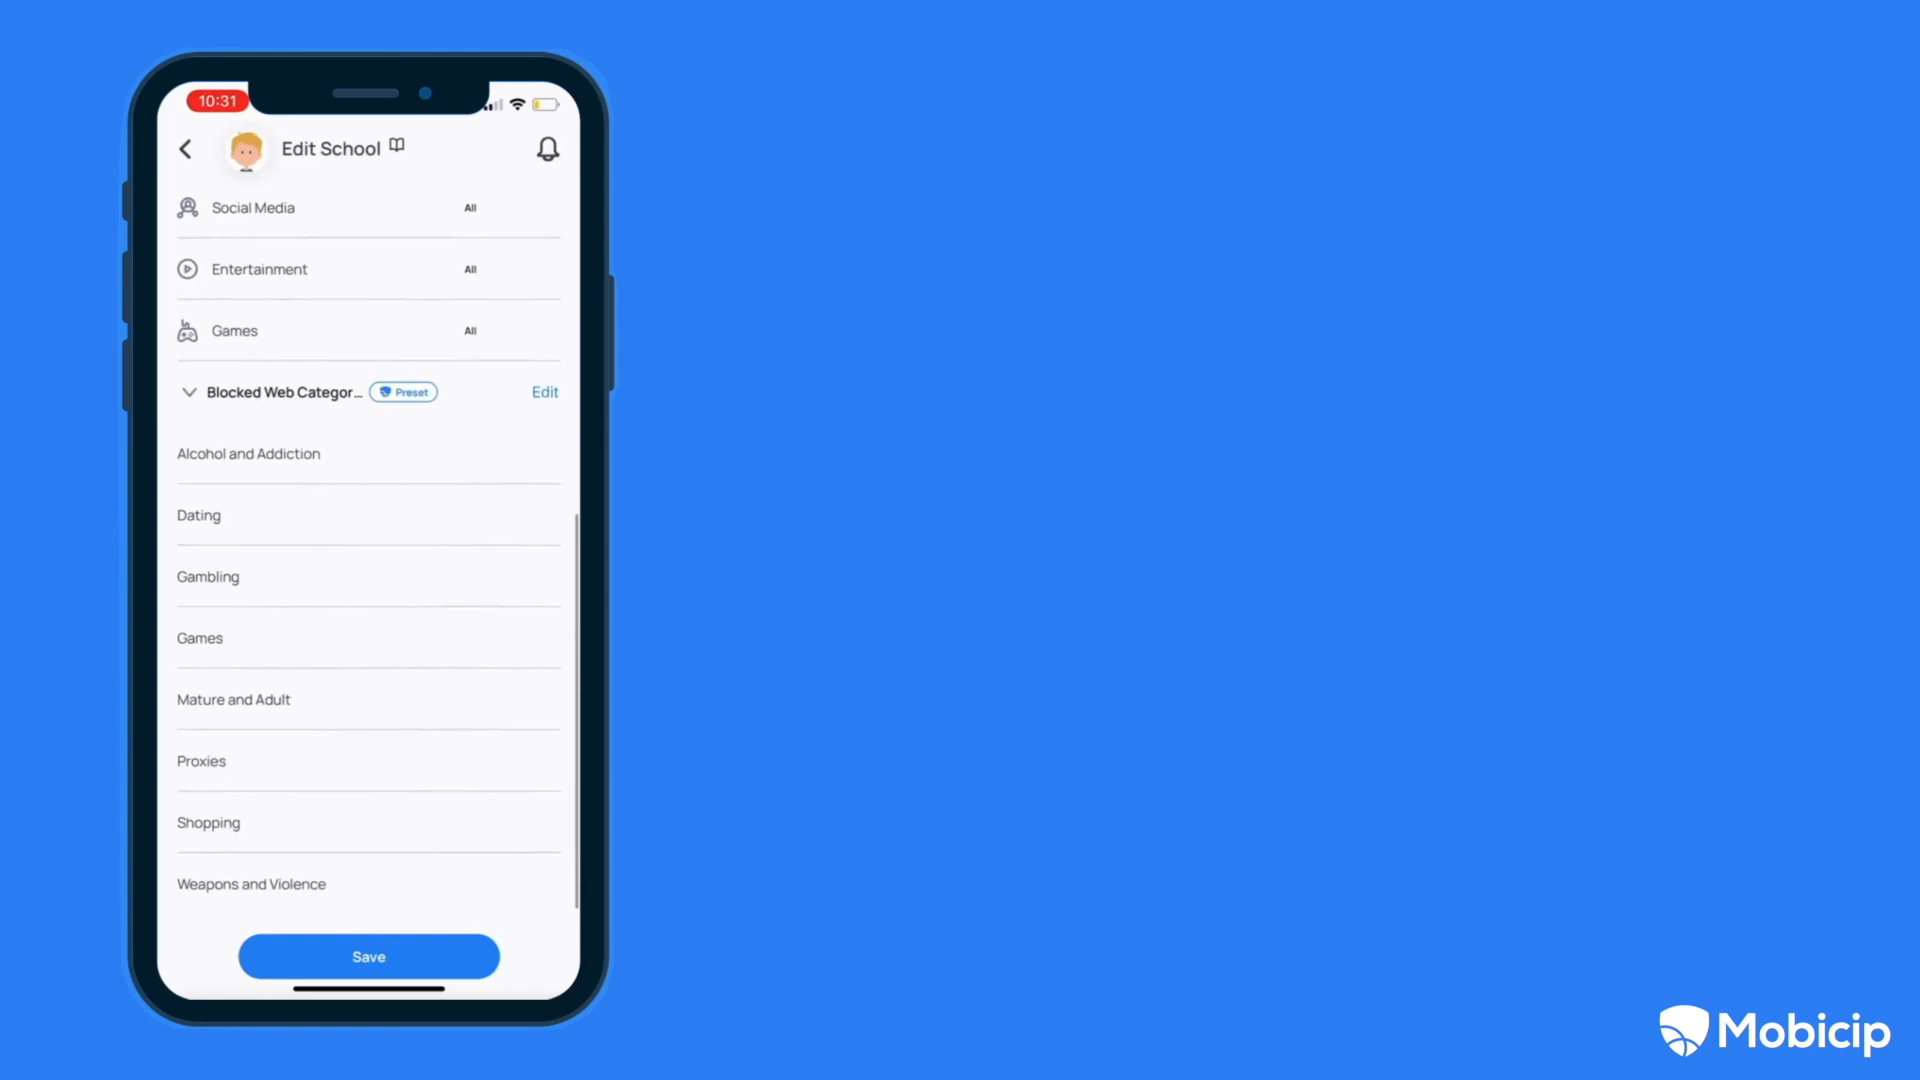 10:31
Edit School
Social Media All
Entertainment All
Games All
Blocked Web Categor... Preset Edit
Alcohol and Addiction
Dating
Gambling
Games
Mature and Adult
Proxies
Shopping
Weapons and Violence
Save
Mobicip